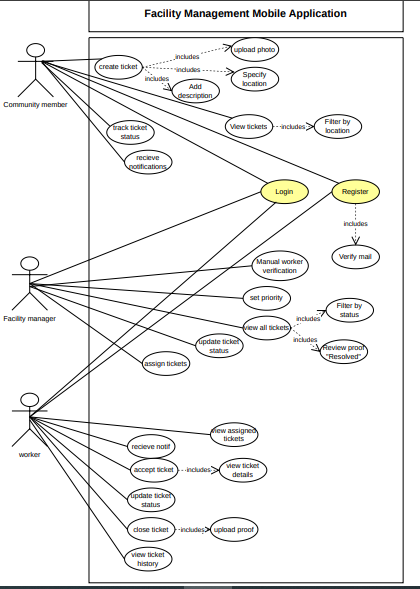 Facility Management Mobile Application
upload photo
includes
create ticket
includes
Specify
location
includes
Add
description
Community member
View tickets
includes
Filter by
location
track ticket
status
recieve
notifications
Login
Register
includes
Verify mail
Manual worker
verification
Facility manager
set priority
Filter by
status
includes
view all tickets
includes
update ticket
status
Review proof
"Resolved"
assign tickets
worker
view assigned
tickets
recieve notif
accept ticket
includes
view ticket
details
update ticket
status
close ticket
includes
upload proof
view ticket
history